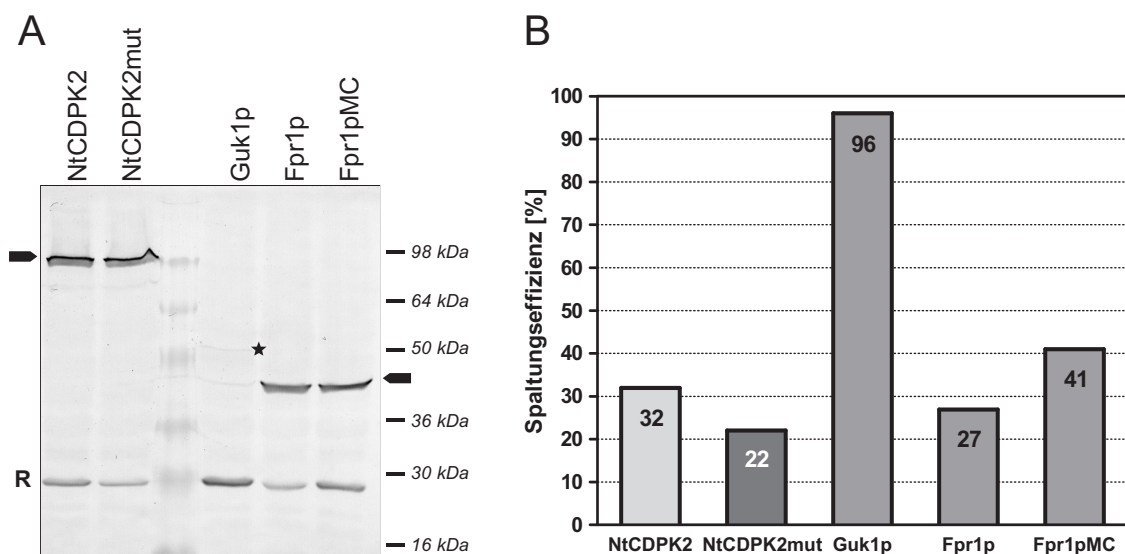 A
NtCDPK2
NtCDPK2mut
Guk1p
Fpr1p
Fpr1pMC
98 kDa
64 kDa
50 kDa
36 kDa
R
30 kDa
16 kDa
B
Spaltungseffizienz [%]
100
90
80
70
60
50
40
30
20
10
0
32
22
96
27
41
NtCDPK2 NtCDPK2mut Guk1p Fpr1p Fpr1pMC